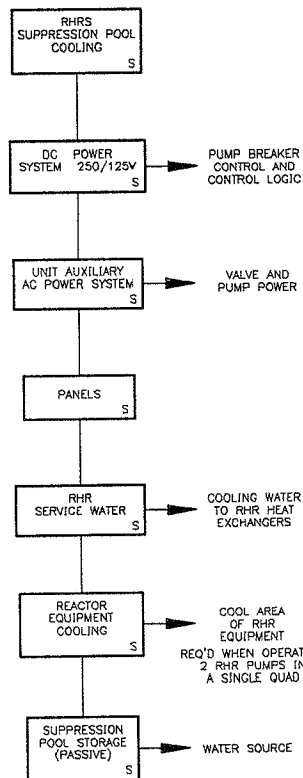 RHRS
SUPPRESSION POOL
COOLING
S
DC POWER
SYSTEM 250/125V
S
PUMP BREAKER
CONTROL AND
CONTROL LOGIC
UNIT AUXILIARY
AC POWER SYSTEM
S
VALVE AND
PUMP POWER
PANELS
S
RHR
SERVICE WATER
S
COOLING WATER
TO RHR HEAT
EXCHANGERS
REACTOR
EQUIPMENT
COOLING
S
COOL AREA
OF RHR
EQUIPMENT
REQ'D WHEN OPERAT
2 RHR PUMPS IN
A SINGLE QUAD
SUPPRESSION
POOL STORAGE
(PASSIVE)
S
WATER SOURCE